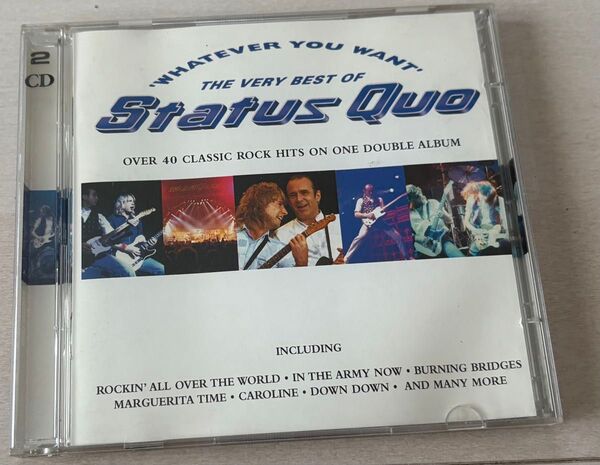 2
CD
'WHATEVER YOU WANT'
THE VERY BEST OF
Status Quo
OVER 40 CLASSIC ROCK HITS ON ONE DOUBLE ALBUM
INCLUDING
ROCKIN' ALL OVER THE WORLD • IN THE ARMY NOW • BURNING BRIDGES
MARGUERITA TIME • CAROLINE • DOWN DOWN • AND MANY MORE